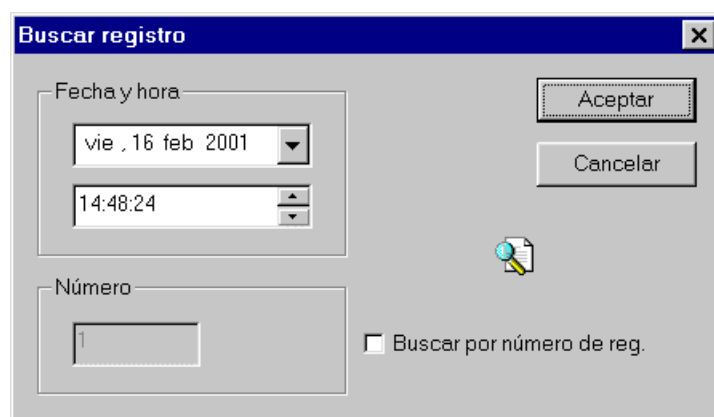 Buscar registro
Fecha y hora
vie , 16 feb 2001
14:48:24
Aceptar
Cancelar
Número
1
Buscar por número de reg.